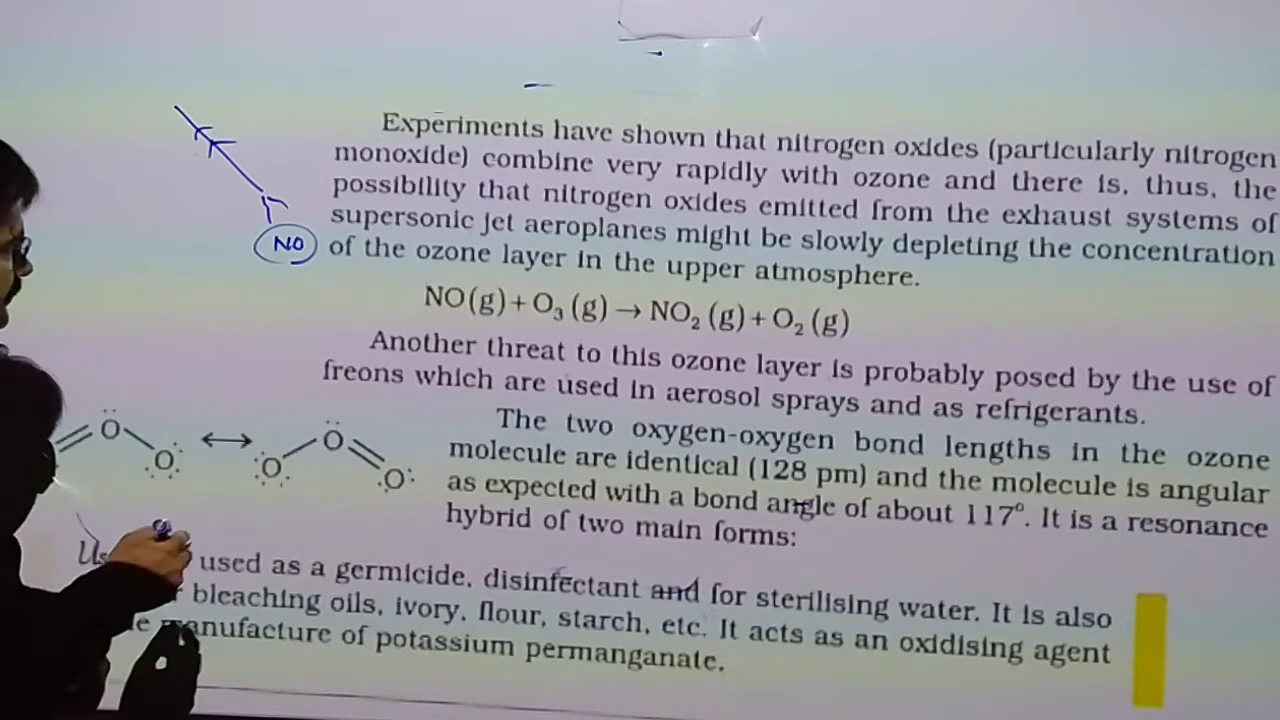 Experiments have shown that nitrogen oxides (particularly nitrogen
monoxide) combine very rapidly with ozone and there is, thus, the
possibility that nitrogen oxides emitted from the exhaust systems of
supersonic jet aeroplanes might be slowly depleting the concentration
NO
of the ozone layer in the upper atmosphere.
NO(g) + O₃ (g) → NO₂ (g) + O₂ (g)
Another threat to this ozone layer is probably posed by the use of
freons which are used in aerosol sprays and as refrigerants.
The two oxygen-oxygen bond lengths in the ozone
molecule are identical (128 pm) and the molecule is angular
as expected with a bond angle of about 117°. It is a resonance
hybrid of two main forms:
O O ↔ O O O
used as a germicide, disinfectant and for sterilising water. It is also
bleaching oils, ivory, flour, starch, etc. It acts as an oxidising agent
manufacture of potassium permanganate.